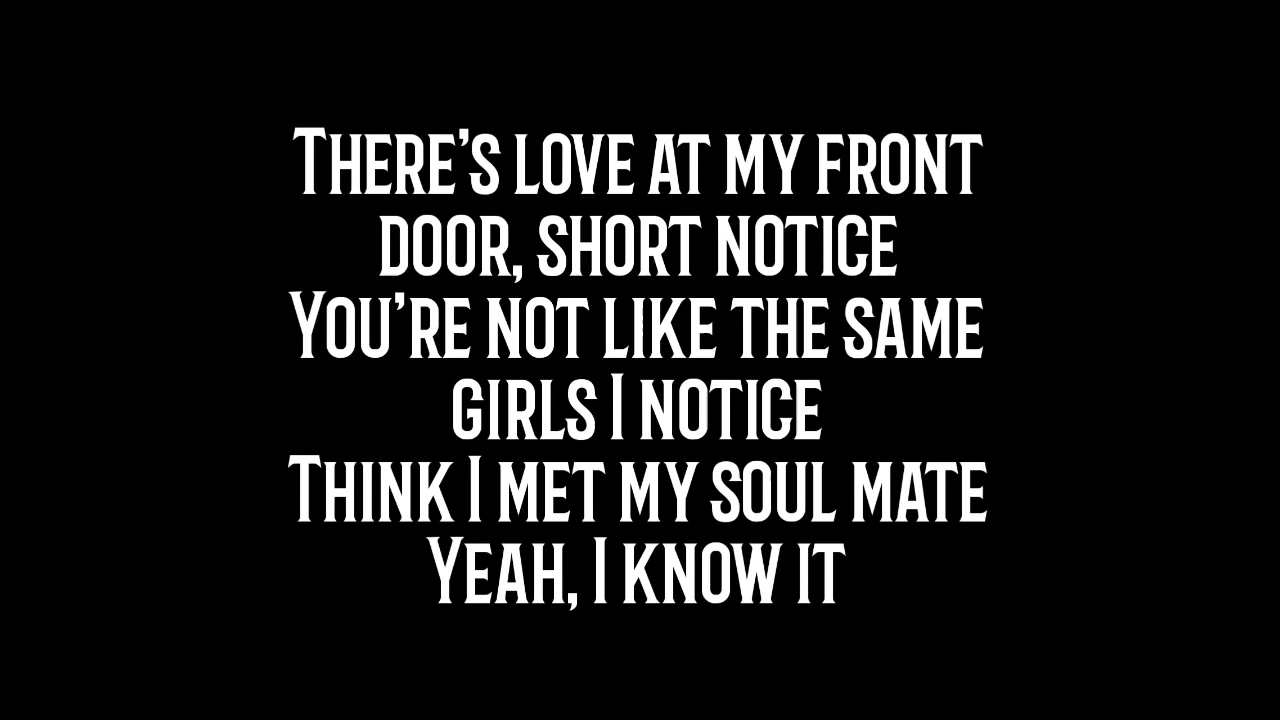 There's love at my front
door, short notice
You're not like the same
girls I notice
Think I met my soul mate
Yeah, I know it